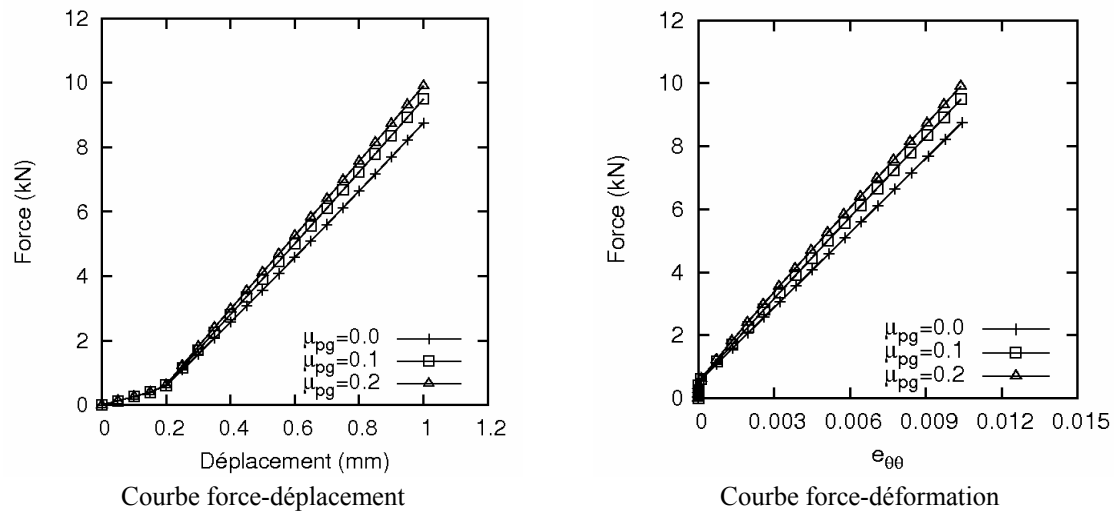 12
10
8
6
4
2
0
Force (kN)
0 0.2 0.4 0.6 0.8 1 1.2
Déplacement (mm)
μpg=0.0
μpg=0.1
μpg=0.2
Courbe force-déplacement
12
10
8
6
4
2
0
Force (kN)
0 0.003 0.006 0.009 0.012 0.015
eθθ
μpg=0.0
μpg=0.1
μpg=0.2
Courbe force-déformation